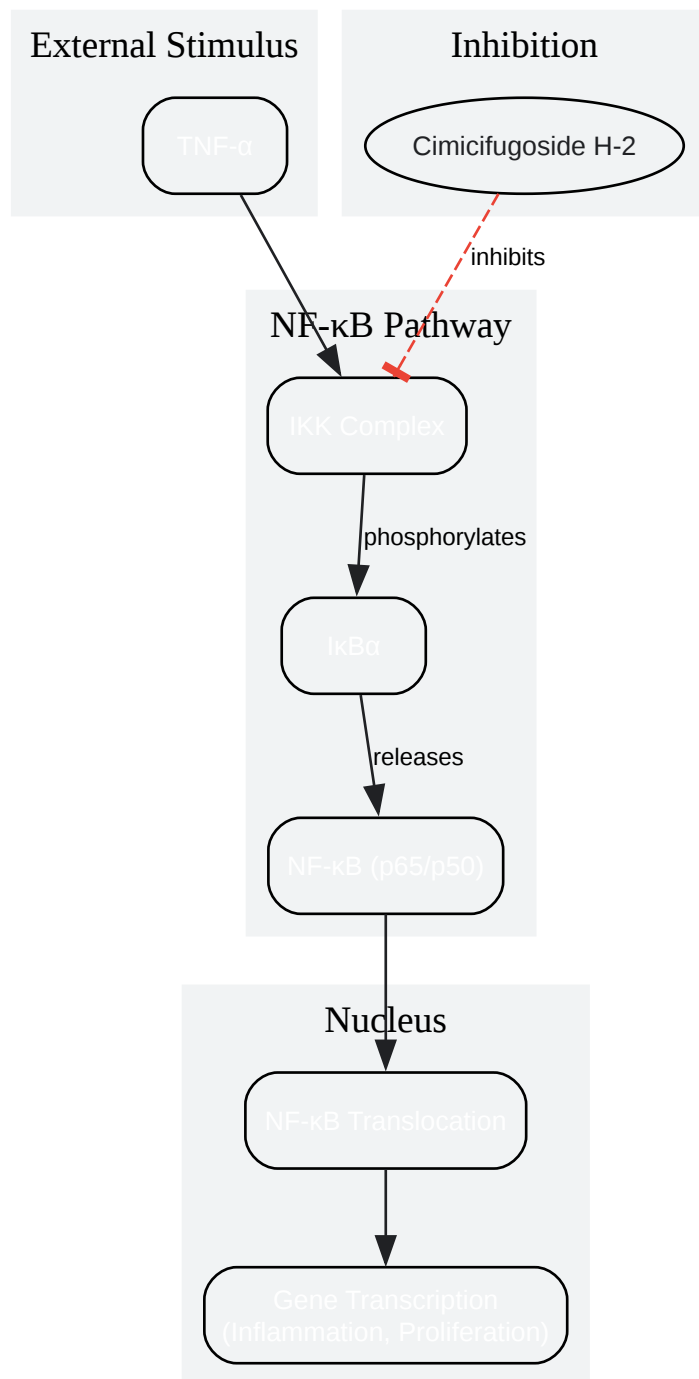 External Stimulus
Inhibition
TNF-α
Cimicifugoside H-2
inhibits
NF-κB Pathway
IKK Complex
phosphorylates
IκBα
releases
NF-κB (p65/p50)
Nucleus
NF-κB Translocation
Gene Transcription
(Inflammation, Proliferation)